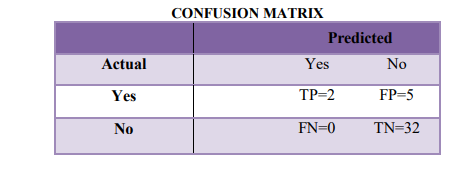 CONFUSION MATRIX
Predicted
Actual Yes No
Yes TP=2 FP=5
No FN=0 TN=32